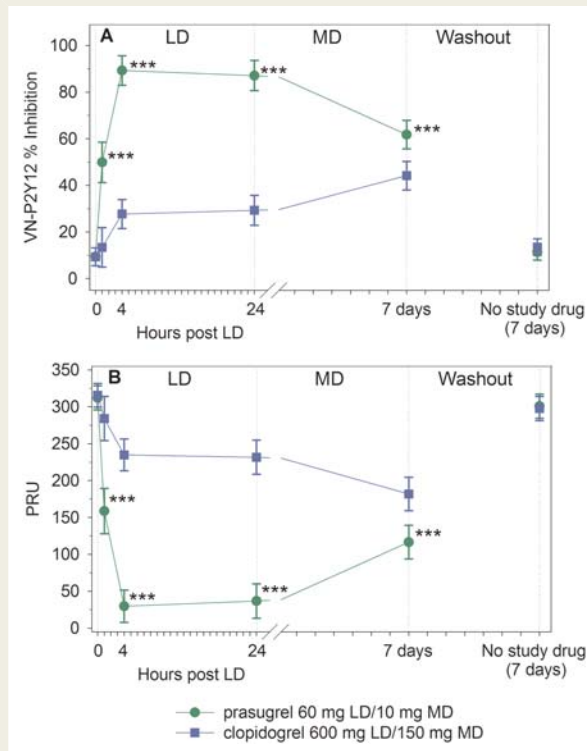 A LD MD Washout
100
80
60
40
20
0
VN-P2Y12 % Inhibition
***
***
***
***
0 4 24 7 days No study drug
(7 days)
Hours post LD
B LD MD Washout
350
300
250
200
150
100
50
0
PRU
***
***
***
***
0 4 24 7 days No study drug
(7 days)
Hours post LD
prasugrel 60 mg LD/10 mg MD
clopidogrel 600 mg LD/150 mg MD